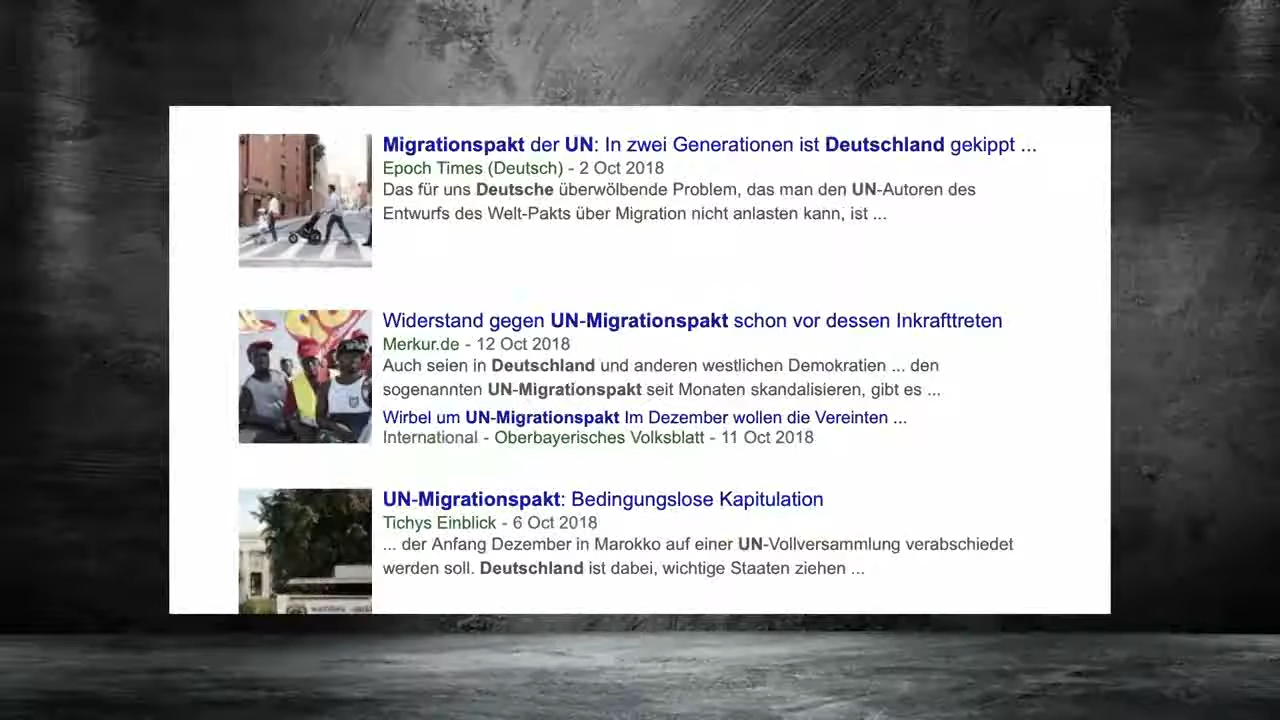 Migrationspakt der UN: In zwei Generationen ist Deutschland gekippt ...
Epoch Times (Deutsch) - 2 Oct 2018
Das für uns Deutsche überwölbende Problem, das man den UN-Autoren des
Entwurfs des Welt-Pakts über Migration nicht anlasten kann, ist ...
Widerstand gegen UN-Migrationspakt schon vor dessen Inkrafttreten
Merkur.de - 12 Oct 2018
Auch seien in Deutschland und anderen westlichen Demokratien ... den
sogenannten UN-Migrationspakt seit Monaten skandalisieren, gibt es ...
Wirbel um UN-Migrationspakt Im Dezember wollen die Vereinten ...
International - Oberbayerisches Volksblatt - 11 Oct 2018
UN-Migrationspakt: Bedingungslose Kapitulation
Tichys Einblick - 6 Oct 2018
... der Anfang Dezember in Marokko auf einer UN-Vollversammlung verabschiedet
werden soll. Deutschland ist dabei, wichtige Staaten ziehen ...